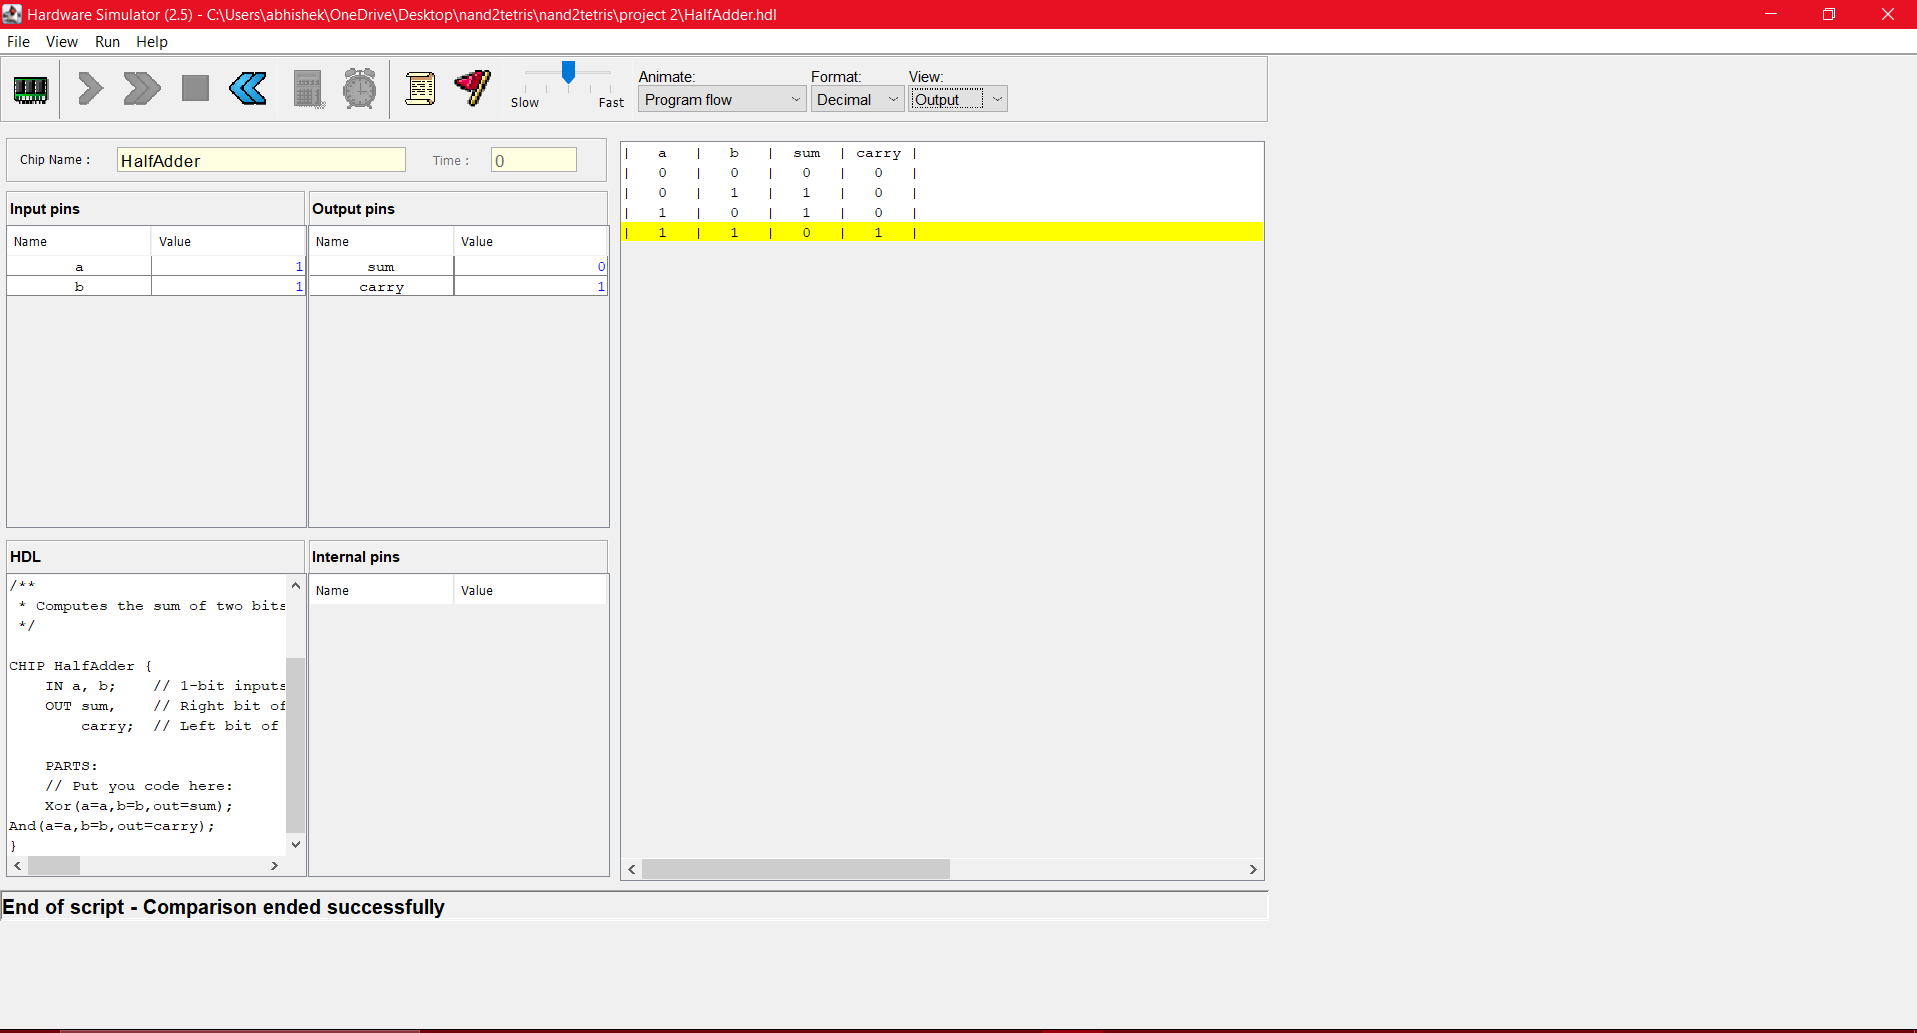 Hardware Simulator (2.5) - C:\Users\abhishek\OneDrive\Desktop\nand2tetris\nand2tetris\project 2\HalfAdder.hdl
File View Run Help
Slow Fast
Animate: Format: View:
Program flow Decimal Output
Chip Name : HalfAdder Time : 0
Input pins Output pins
Name Value Name Value
a 1 sum 0
b 1 carry 1
| a | b | sum | carry |
| 0 | 0 | 0 | 0 |
| 0 | 1 | 1 | 0 |
| 1 | 0 | 1 | 0 |
| 1 | 1 | 0 | 1 |
HDL
/**
 * Computes the sum of two bits
 */
CHIP HalfAdder {
    IN a, b;    // 1-bit inputs
    OUT sum,    // Right bit of
        carry;  // Left bit of
    PARTS:
    // Put you code here:
    Xor(a=a,b=b,out=sum);
And(a=a,b=b,out=carry);
}
Internal pins
Name Value
End of script - Comparison ended successfully